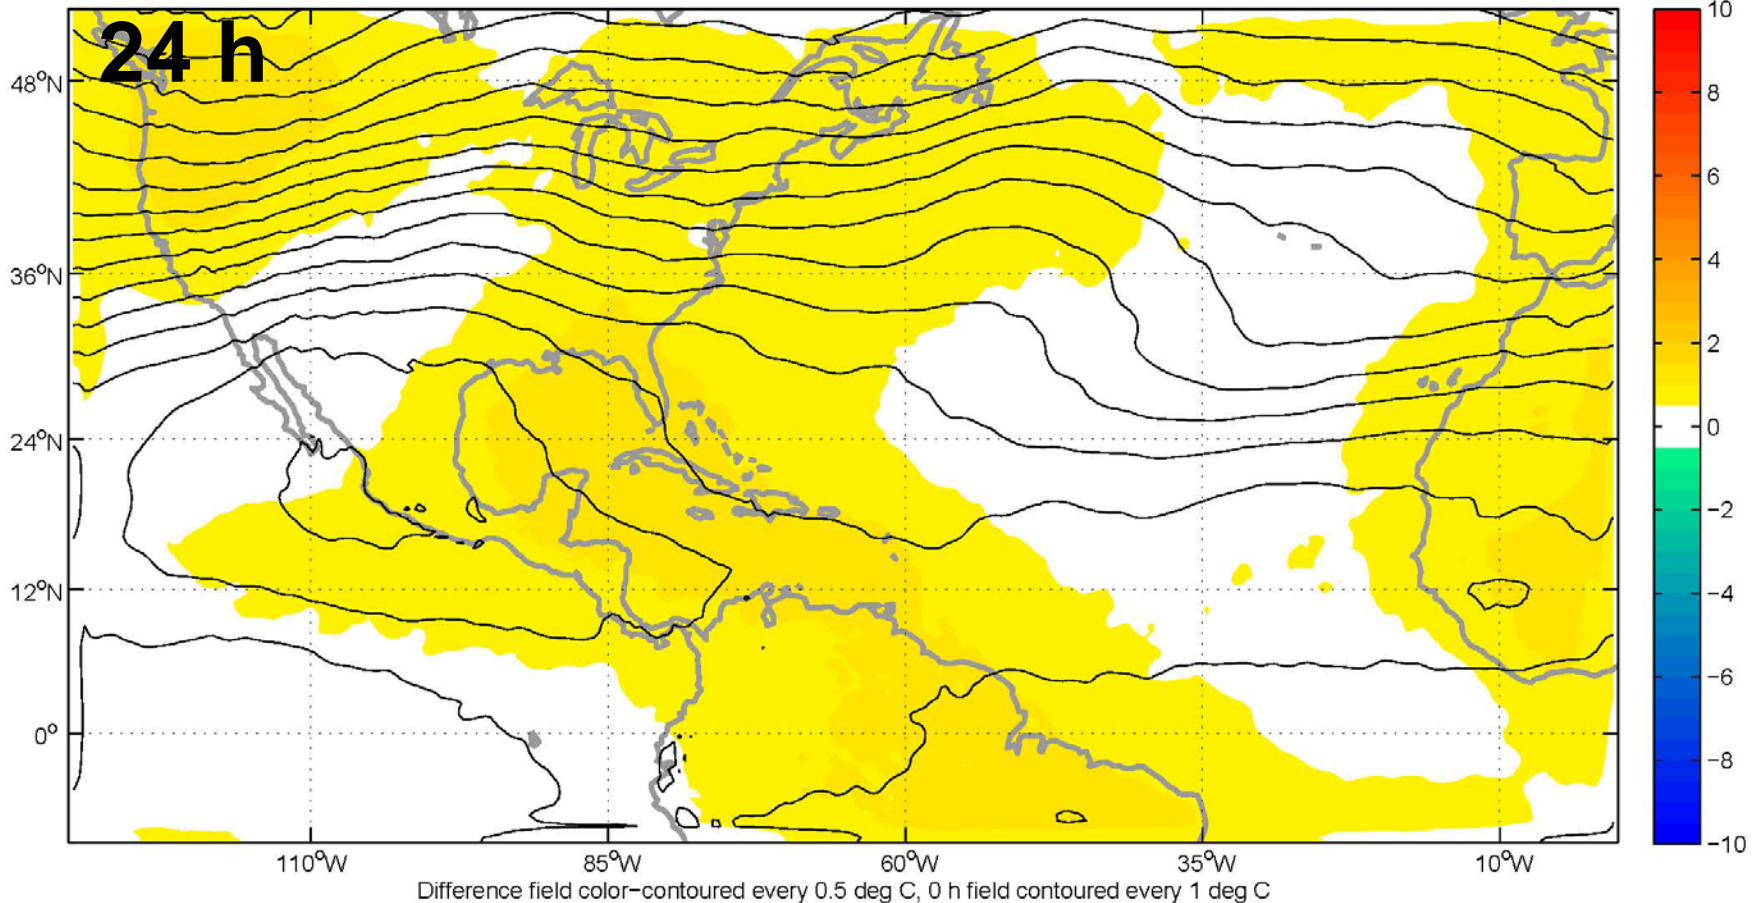 24 h
48°N
36°N
24°N
12°N
0°
110°W
85°W
60°W
35°W
10°W
10
8
6
4
2
0
−2
−4
−6
−8
−10
Difference field color−contoured every 0.5 deg C, 0 h field contoured every 1 deg C